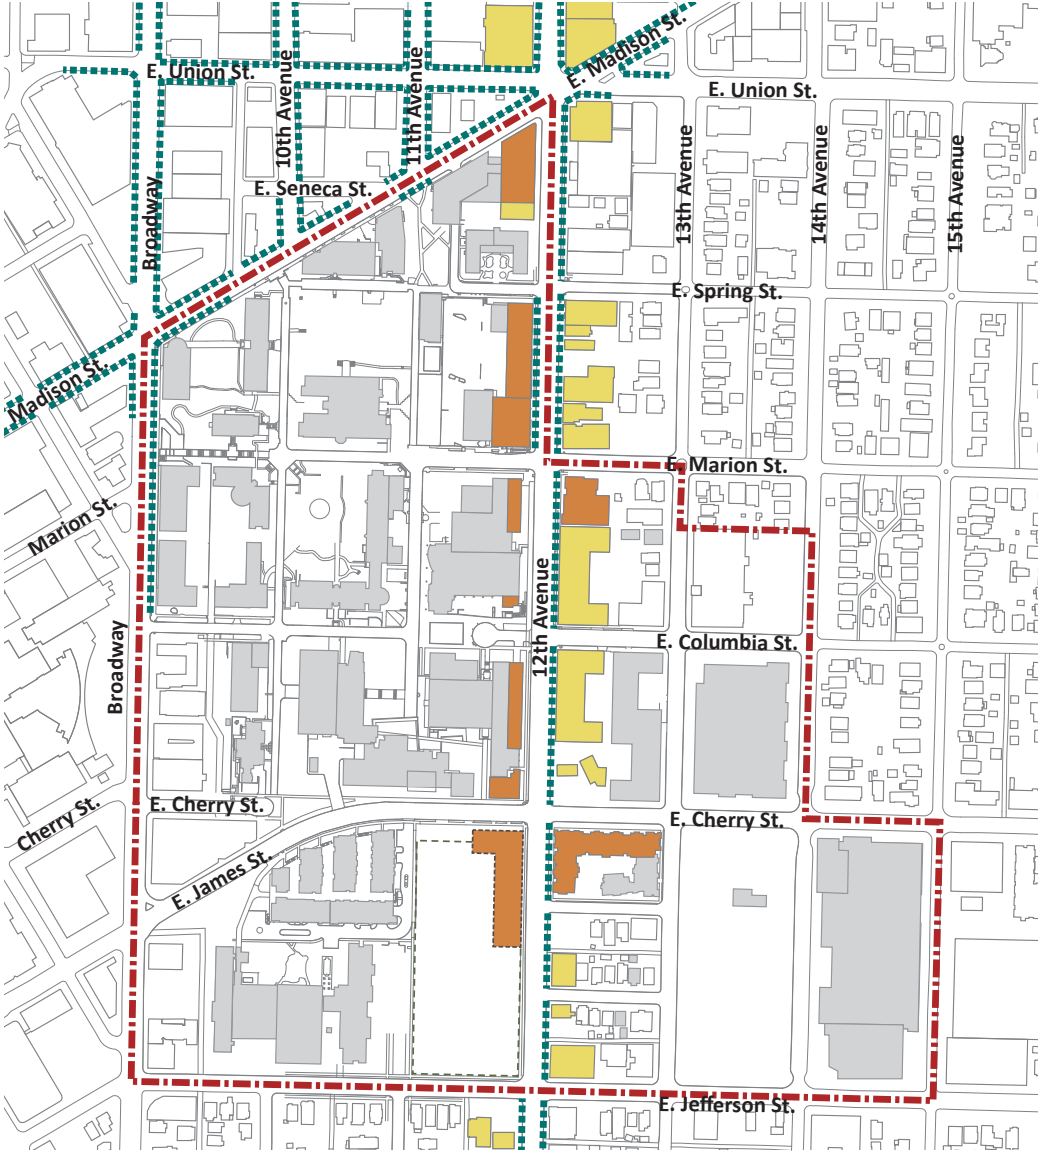 E. Madison St.
E. Union St.
10th Avenue
11th Avenue
E. Union St.
13th Avenue
14th Avenue
15th Avenue
E. Seneca St.
Broadway
E. Spring St.
Madison St.
E. Marion St.
Marion St.
12th Avenue
E. Columbia St.
Broadway
E. Cherry St.
Cherry St.
E. Cherry St.
E. James St.
E. Jefferson St.